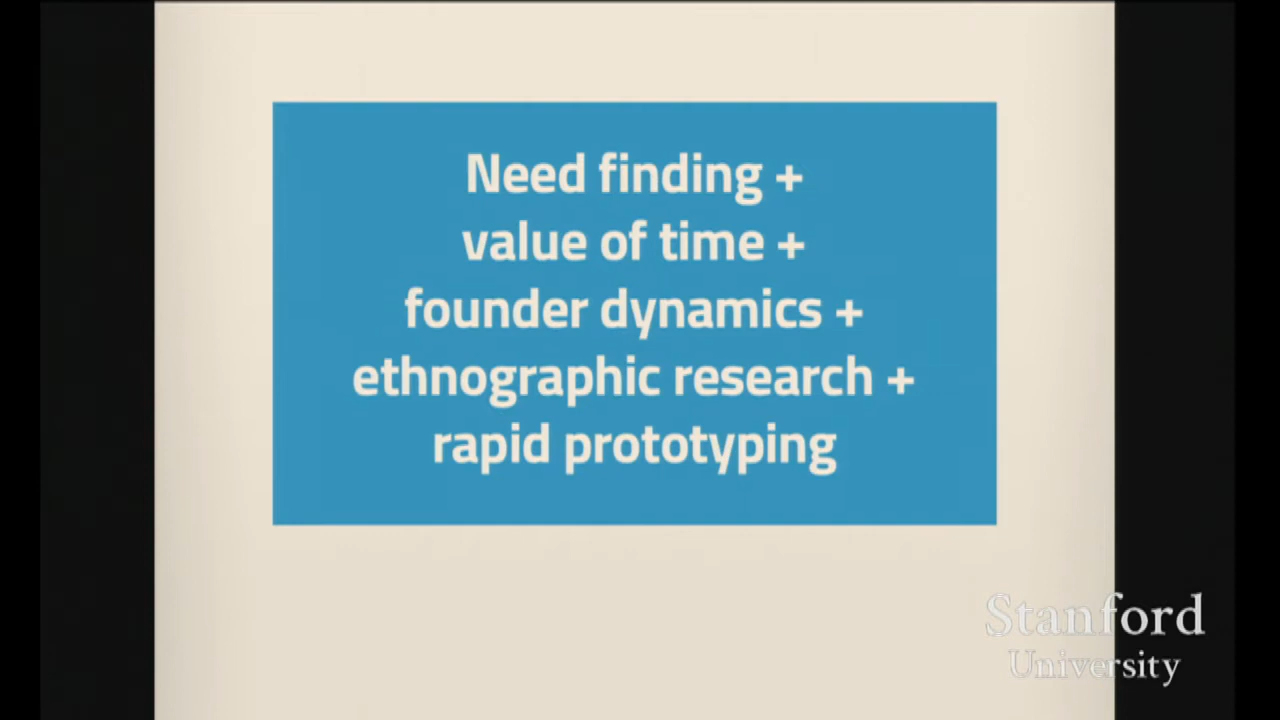 Need finding +
value of time +
founder dynamics +
ethnographic research +
rapid prototyping
Stanford
University